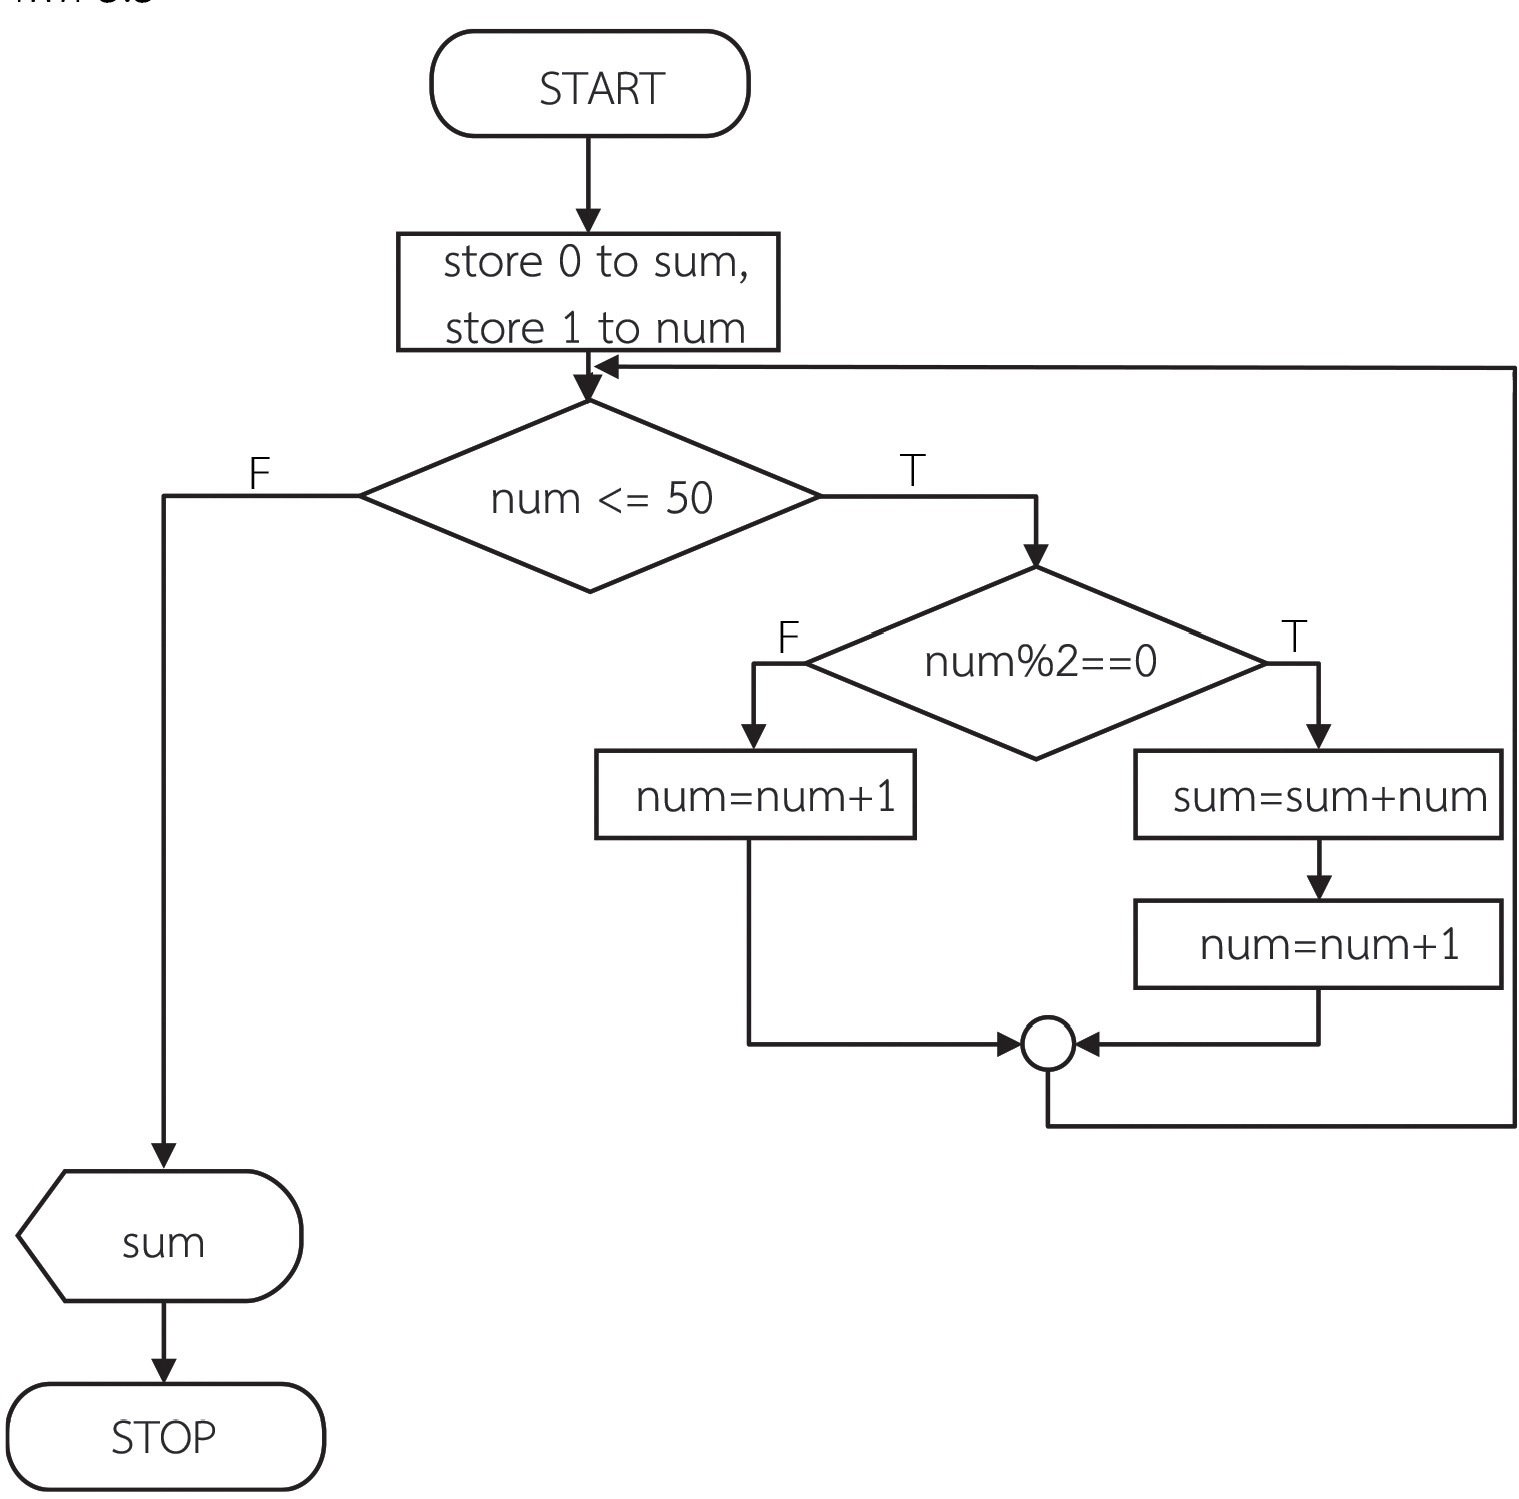 START
store 0 to sum,
store 1 to num
F
T
num <= 50
F
T
num%2==0
num=num+1
sum=sum+num
num=num+1
sum
STOP